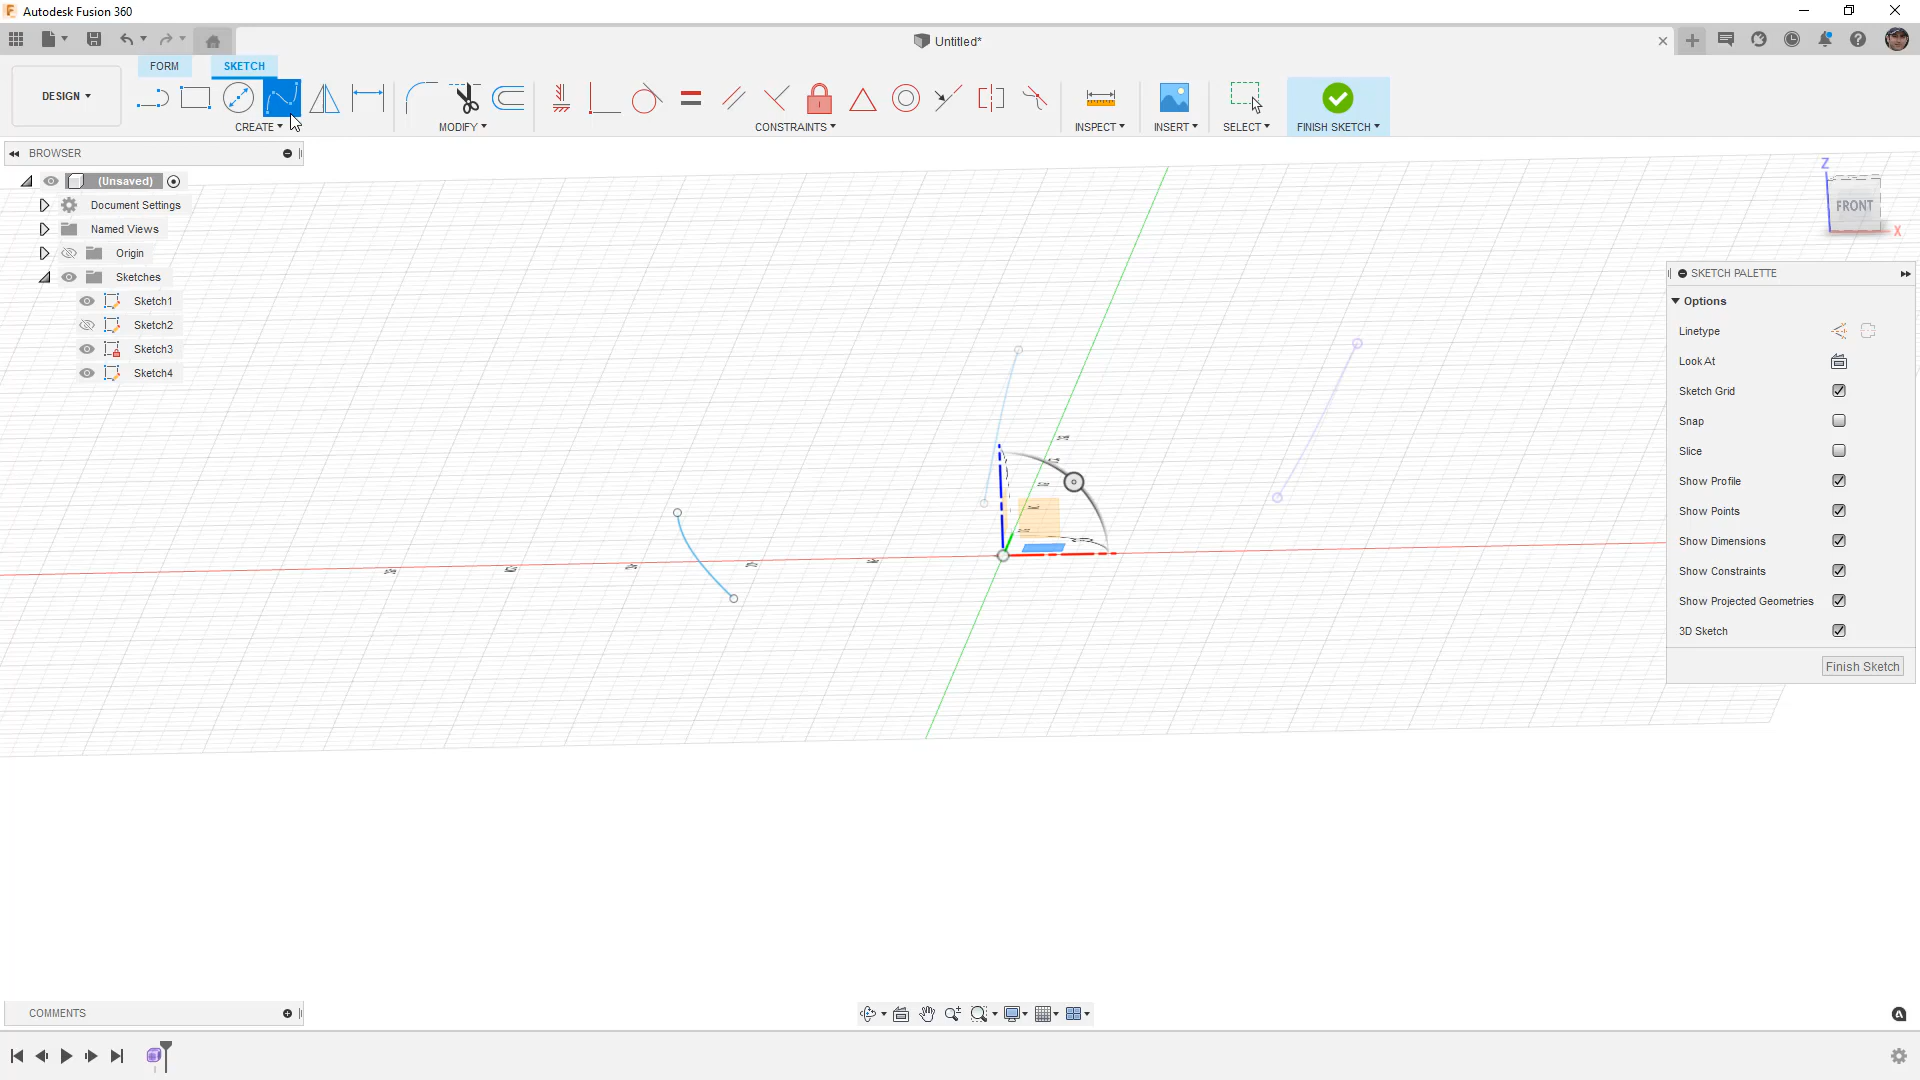 Autodesk Fusion 360
Untitled*
FORM
SKETCH
DESIGN
CREATE
MODIFY
CONSTRAINTS
INSPECT
INSERT
SELECT
FINISH SKETCH
BROWSER
(Unsaved)
Document Settings
Named Views
Origin
Sketches
Sketch1
Sketch2
Sketch3
Sketch4
Z
FRONT
X
SKETCH PALETTE
Options
Linetype
Look At
Sketch Grid
Snap
Slice
Show Profile
Show Points
Show Dimensions
Show Constraints
Show Projected Geometries
3D Sketch
Finish Sketch
COMMENTS